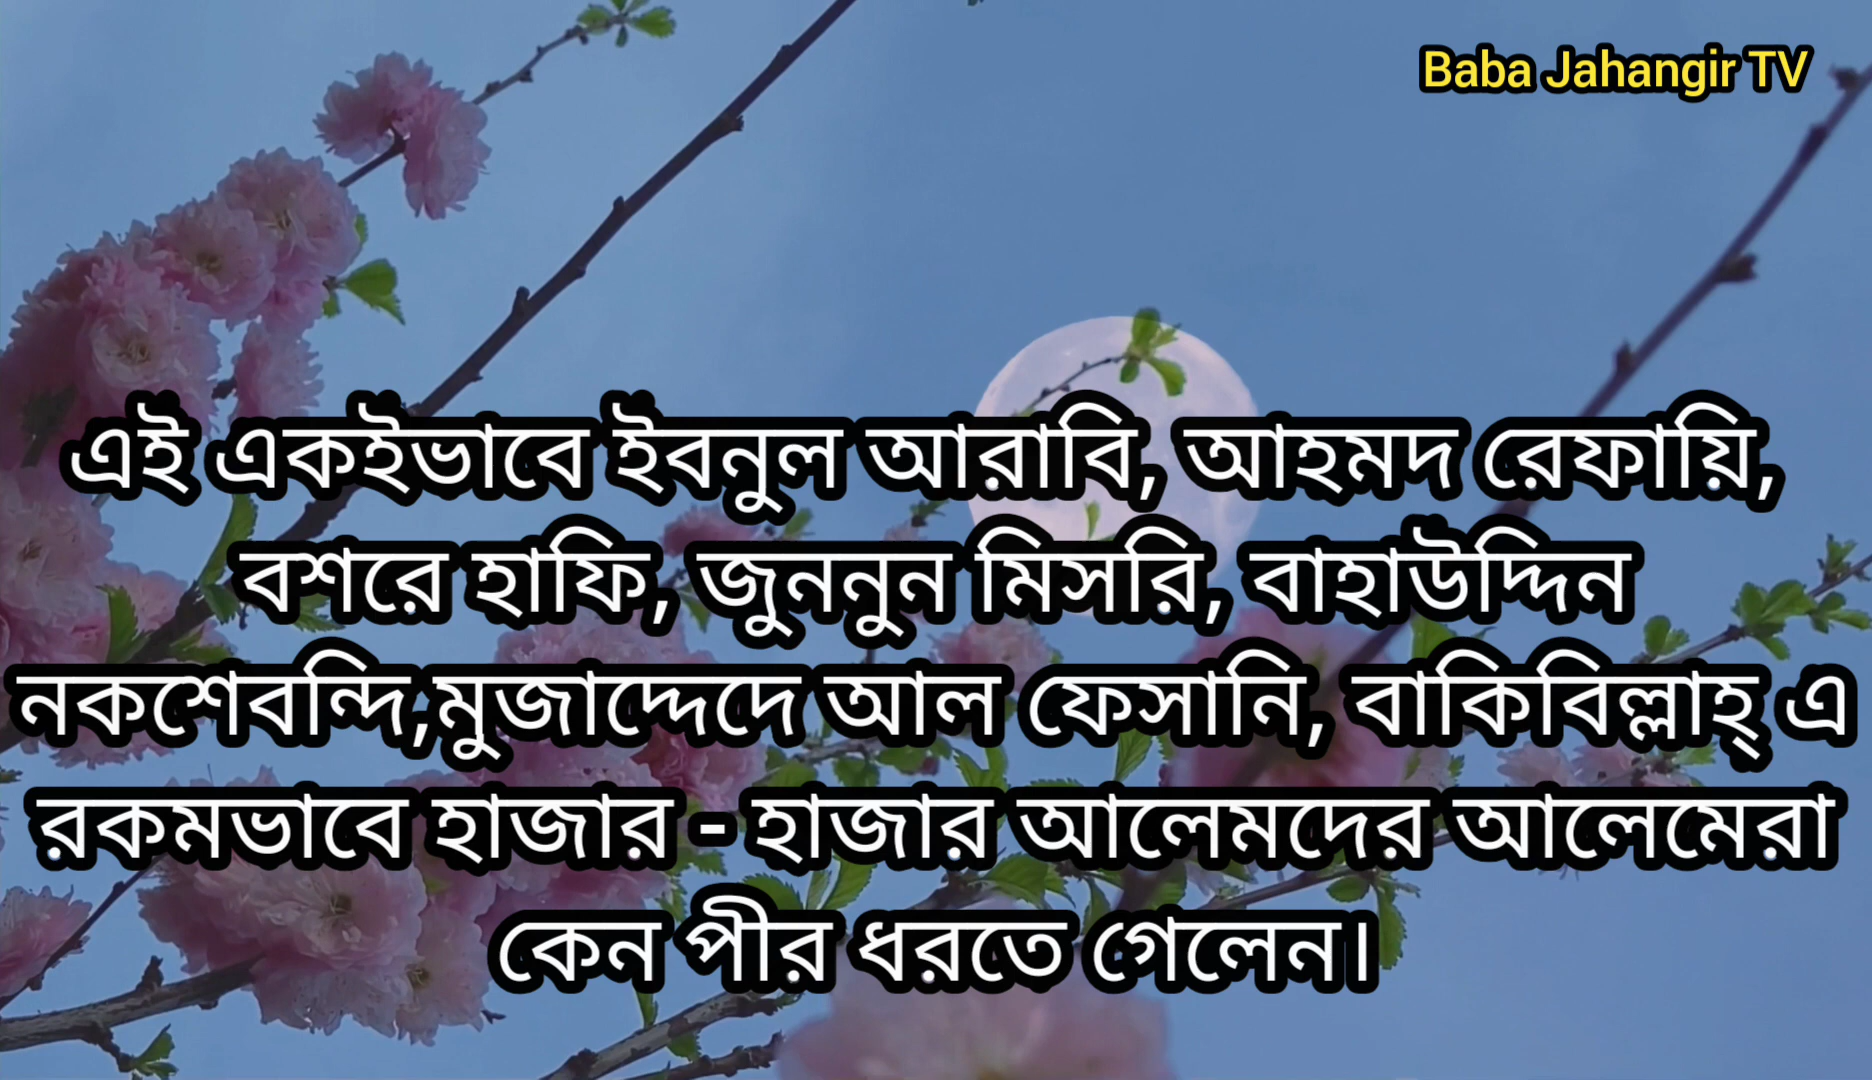 Baba Jahangir TV
এই একইভাবে ইবনুল আরাবি, আহমদ রেফায়ি,
বশরে হাফি, জুননুন মিসরি, বাহাউদ্দিন
নকশেবন্দি,মুজাদ্দেদে আল ফেসানি, বাকিবিল্লাহ্ এ
রকমভাবে হাজার - হাজার আলেমদের আলেমেরা
কেন পীর ধরতে গেলেন।